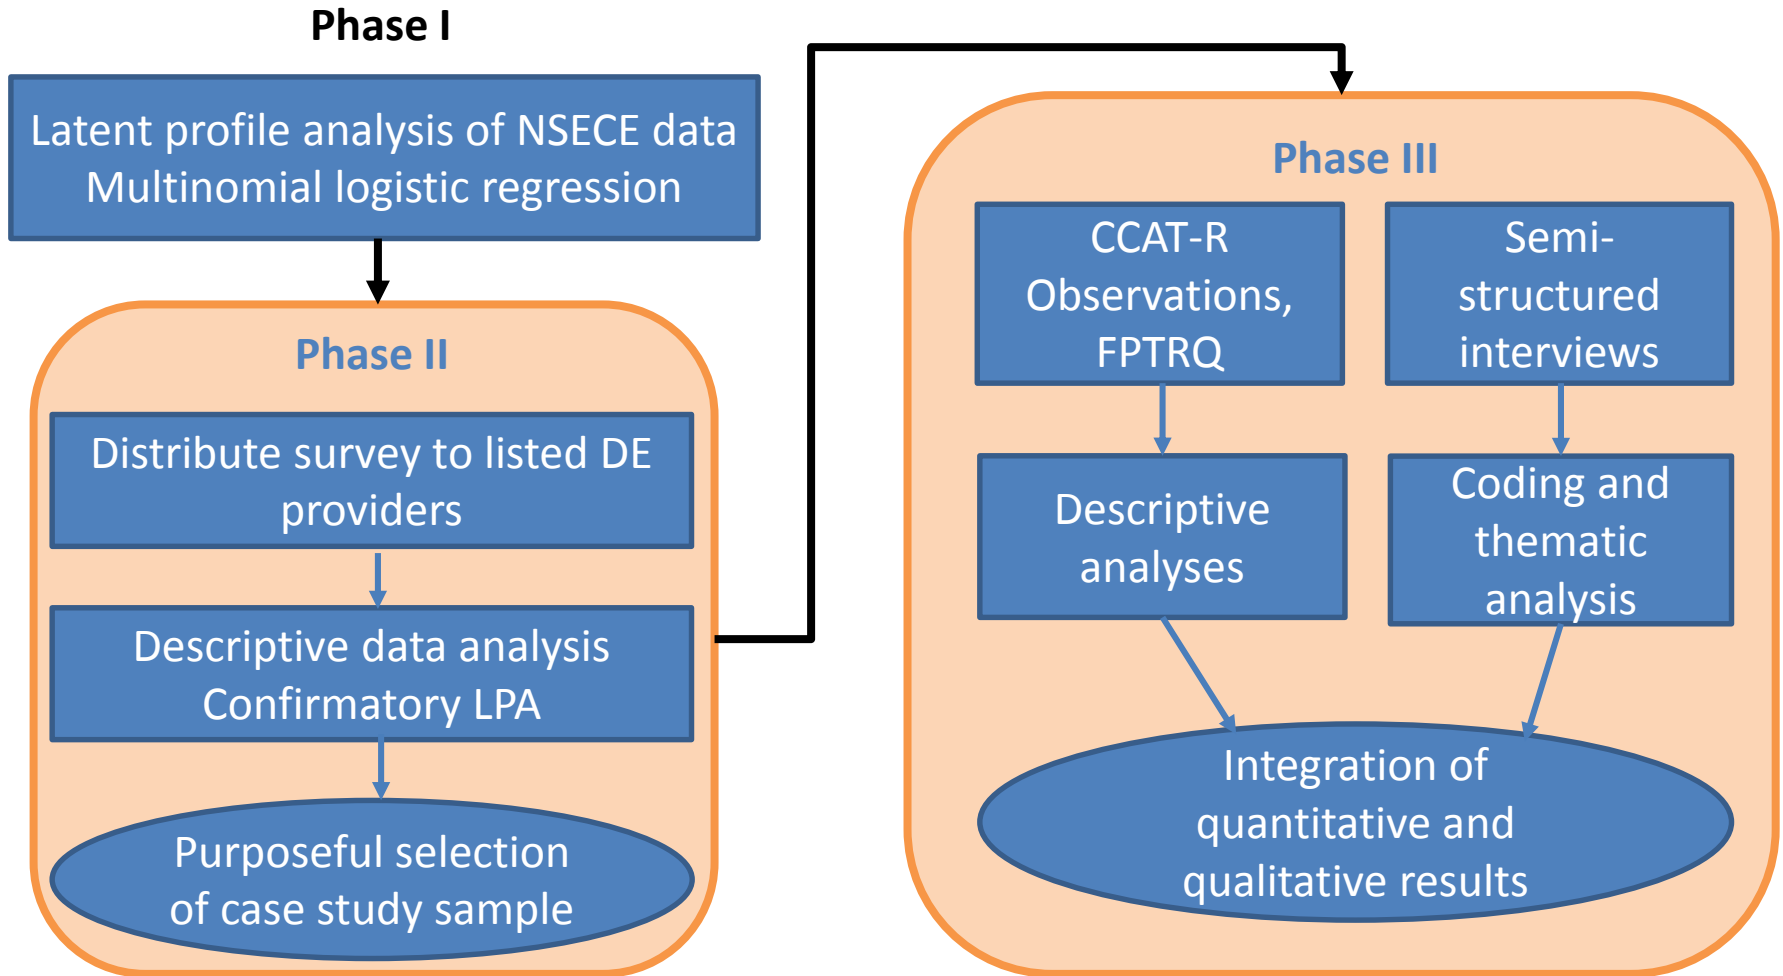 Phase I
Latent profile analysis of NSECE data
Multinomial logistic regression
Phase II
Distribute survey to listed DE
providers
Descriptive data analysis
Confirmatory LPA
Purposeful selection
of case study sample
Phase III
CCAT-R
Observations,
FPTRQ
Semi-
structured
interviews
Descriptive
analyses
Coding and
thematic
analysis
Integration of
quantitative and
qualitative results